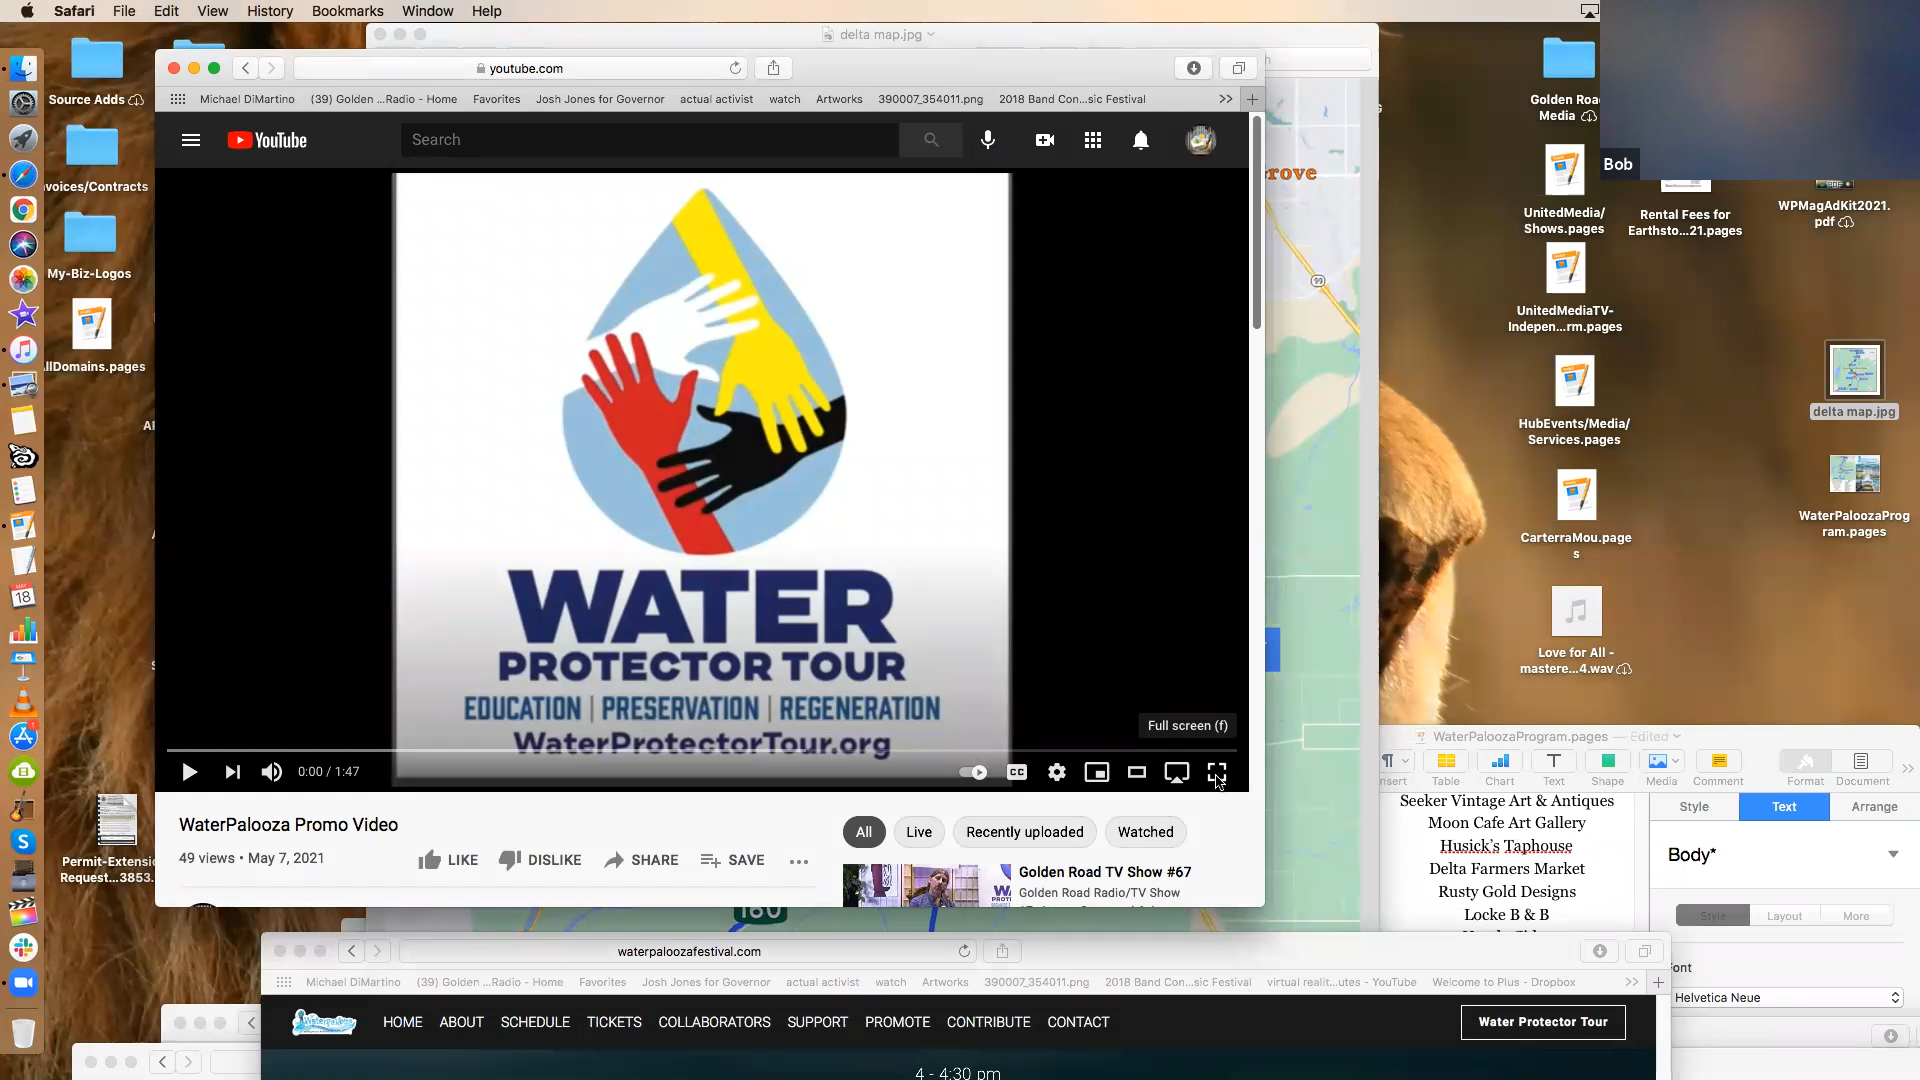 Safari File Edit View History Bookmarks Window Help
delta map.jpg
youtube.com
Michael DiMartino (39) Golden ...Radio - Home Favorites Josh Jones for Governor actual activist watch Artworks 390007_354011.png 2018 Band Con...sic Festival
YouTube
Search
WATER
PROTECTOR TOUR
EDUCATION | PRESERVATION | REGENERATION
WaterProtectorTour.org
Full screen (f)
0:00 / 1:47
CC
WaterPalooza Promo Video
49 views • May 7, 2021
LIKE DISLIKE SHARE SAVE
All Live Recently uploaded Watched
Golden Road TV Show #67
Golden Road Radio/TV Show
Source Adds
voices/Contracts
My-Biz-Logos
llDomains.pages
Permit-Extensio
Request...3853.
MAY
18
rove
99
160
Golden Roa
Media
Bob
UnitedMedia/
Shows.pages
Rental Fees for
Earthsto...21.pages
WPMagAdKit2021.
pdf
UnitedMediaTV-
Indepen...rm.pages
HubEvents/Media/
Services.pages
delta map.jpg
CarterraMou.page
s
WaterPaloozaProg
ram.pages
Love for All -
mastere...4.wav
WaterPaloozaProgram.pages — Edited
nsert Table Chart Text Shape Media Comment Format Document
Style Text Arrange
Seeker Vintage Art & Antiques
Moon Cafe Art Gallery
Husick's Taphouse
Delta Farmers Market
Rusty Gold Designs
Locke B & B
Body*
Style Layout More
ont
Helvetica Neue
waterpaloozafestival.com
Michael DiMartino (39) Golden ...Radio - Home Favorites Josh Jones for Governor actual activist watch Artworks 390007_354011.png 2018 Band Con...sic Festival virtual realit...utes - YouTube Welcome to Plus - Dropbox
Waterpalooza
HOME ABOUT SCHEDULE TICKETS COLLABORATORS SUPPORT PROMOTE CONTRIBUTE CONTACT
Water Protector Tour
4 - 4:30 pm